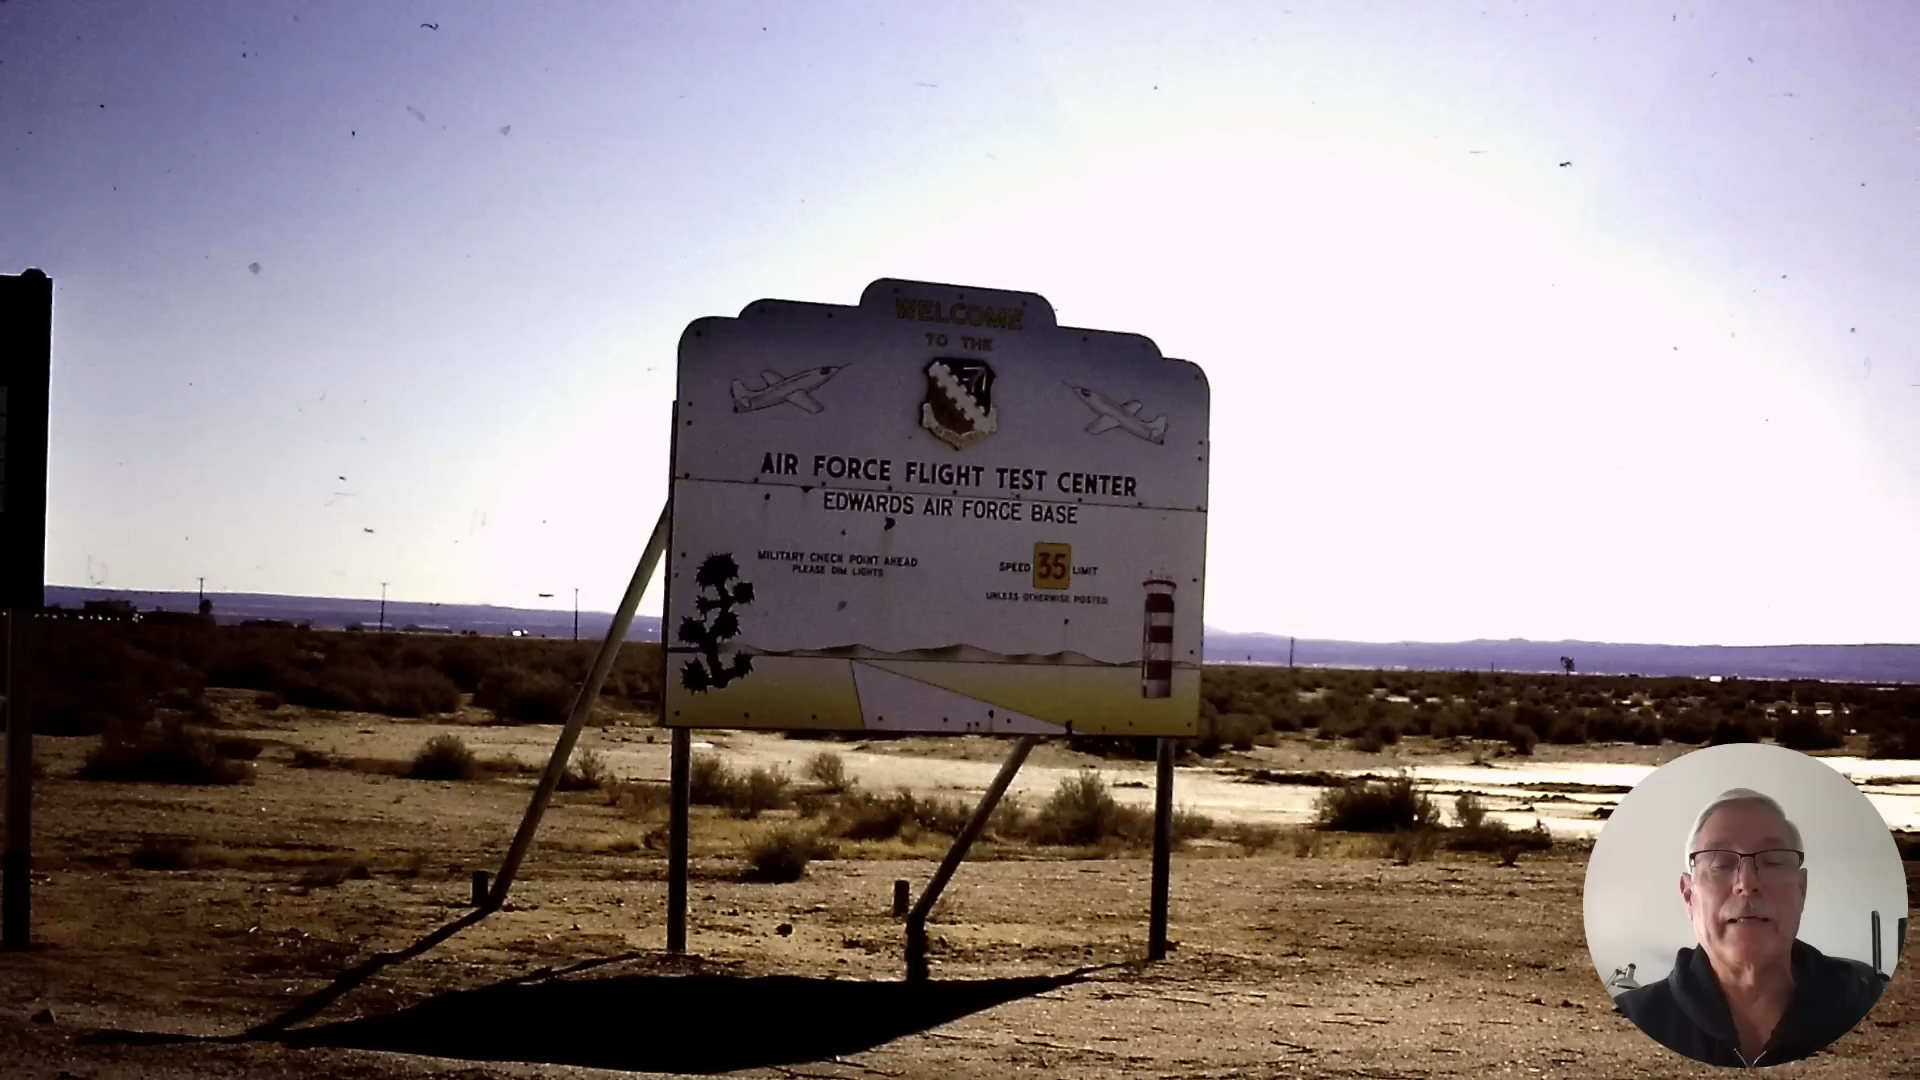 WELCOME
TO THE
AIR FORCE FLIGHT TEST CENTER
EDWARDS AIR FORCE BASE
MILITARY CHECK POINT AHEAD
PLEASE DIM LIGHTS
SPEED 35 LIMIT
UNLESS OTHERWISE POSTED